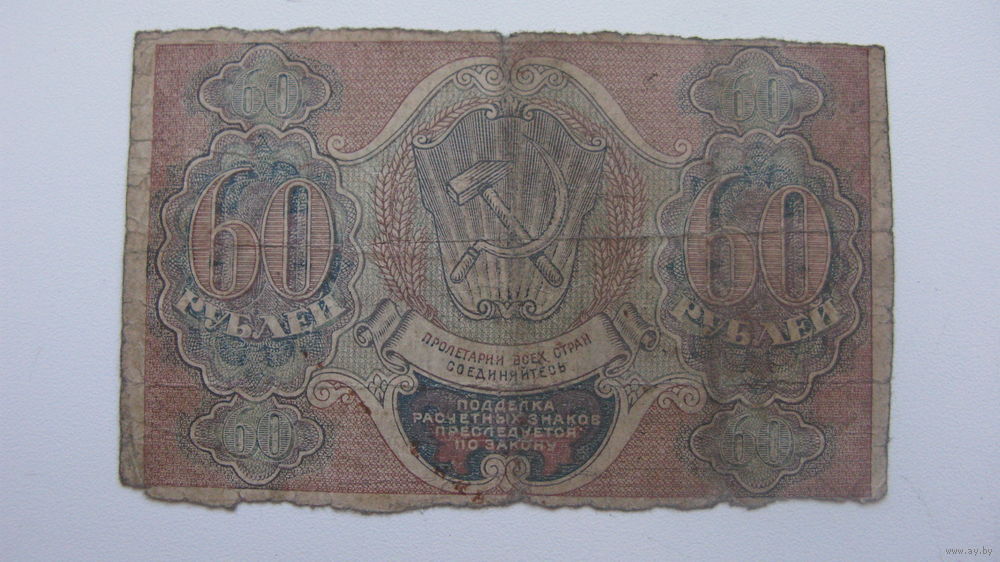 60 60
60 60
РУБЛЕЙ РУБЛЕЙ
ПРОЛЕТАРИИ ВСЕХ СТРАН
СОЕДИНЯЙТЕСЬ
ПОДДЕЛКА
РАСЧЕТНЫХ ЗНАКОВ
ПРЕСЛЕДУЕТСЯ
ПО ЗАКОНУ
60 60
www.ay.by